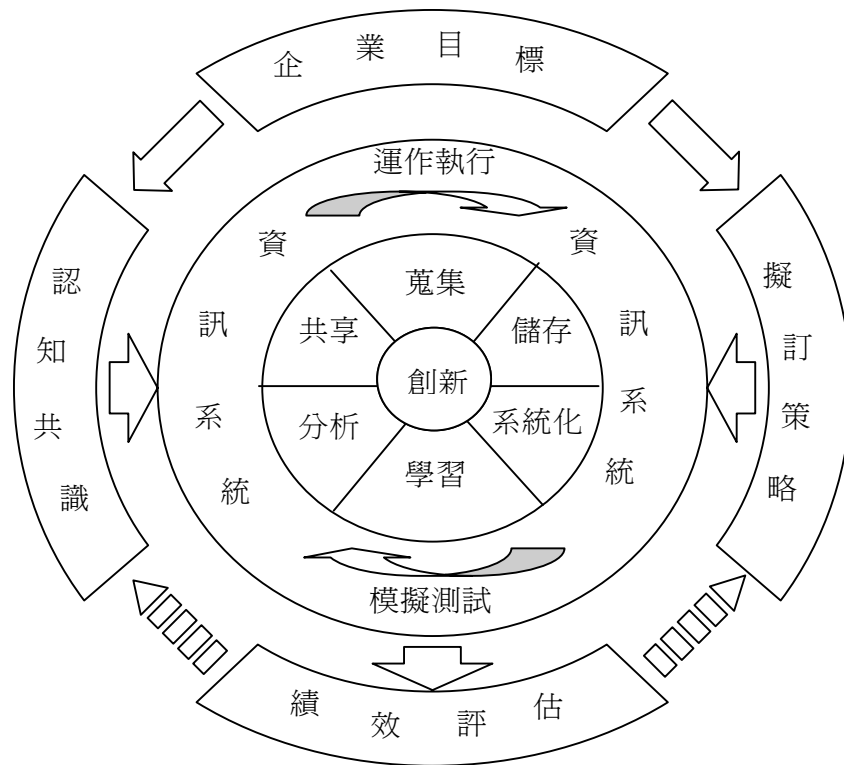 企業目標
運作執行
資訊系統
資訊系統
認知共識
擬訂策略
蒐集
共享
儲存
創新
分析
系統化
學習
模擬測試
績效評估